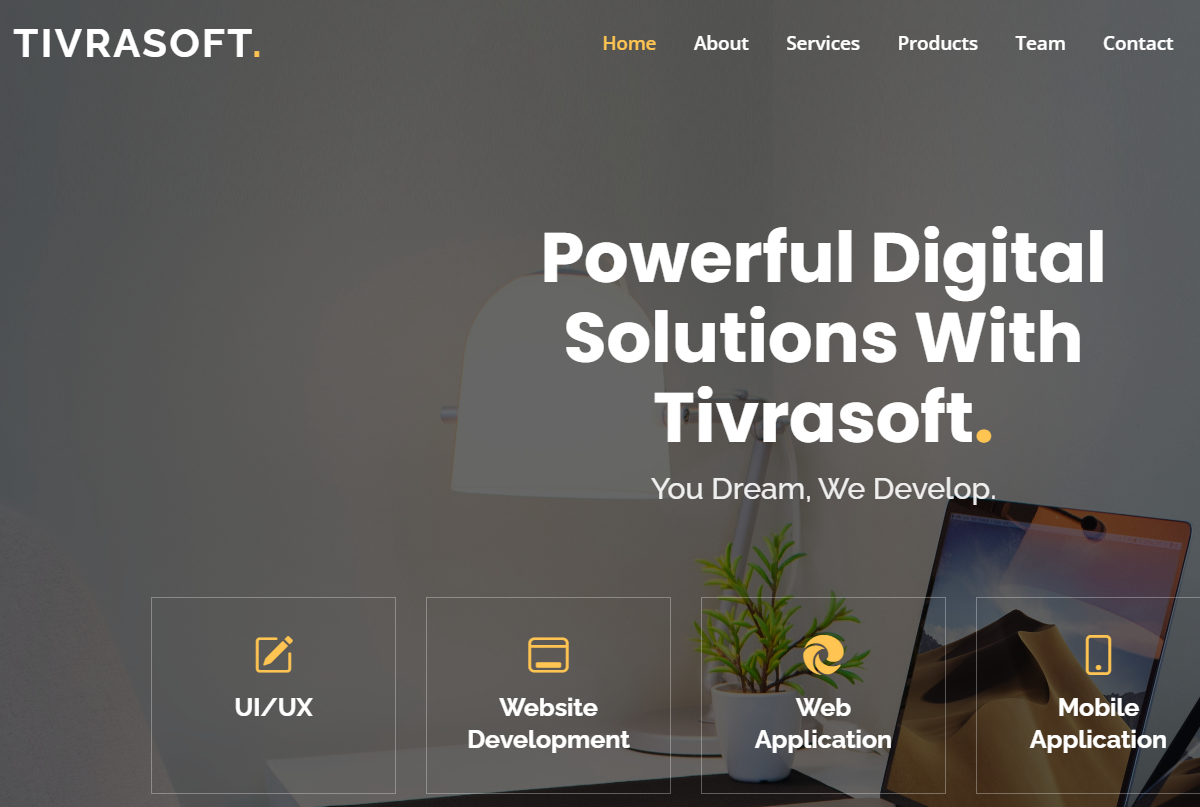 TIVRASOFT.
Home About Services Products Team Contact
Powerful Digital
Solutions With
Tivrasoft.
You Dream, We Develop.
UI/UX
Website
Development
Web
Application
Mobile
Application